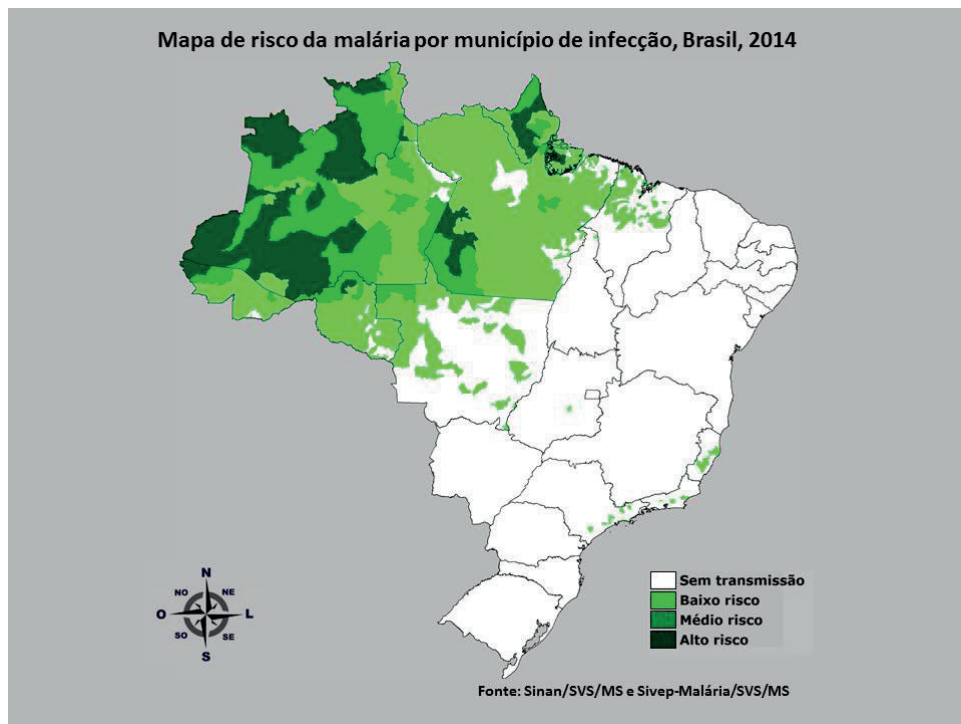 Mapa de risco da malária por município de infecção, Brasil, 2014
N
NO
NE
O
L
SO
SE
S
Sem transmissão
Baixo risco
Médio risco
Alto risco
Fonte: Sinan/SVS/MS e Sivep-Malária/SVS/MS